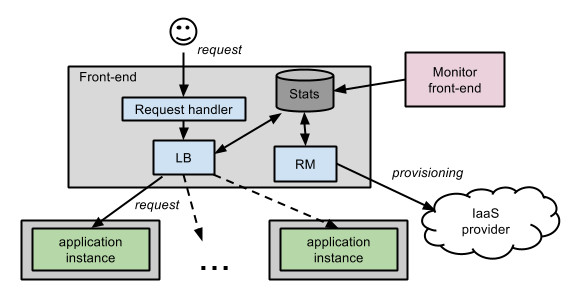 request
Front-end
Stats
Monitor
front-end
Request handler
LB
RM
provisioning
request
IaaS
provider
application
instance
...
application
instance